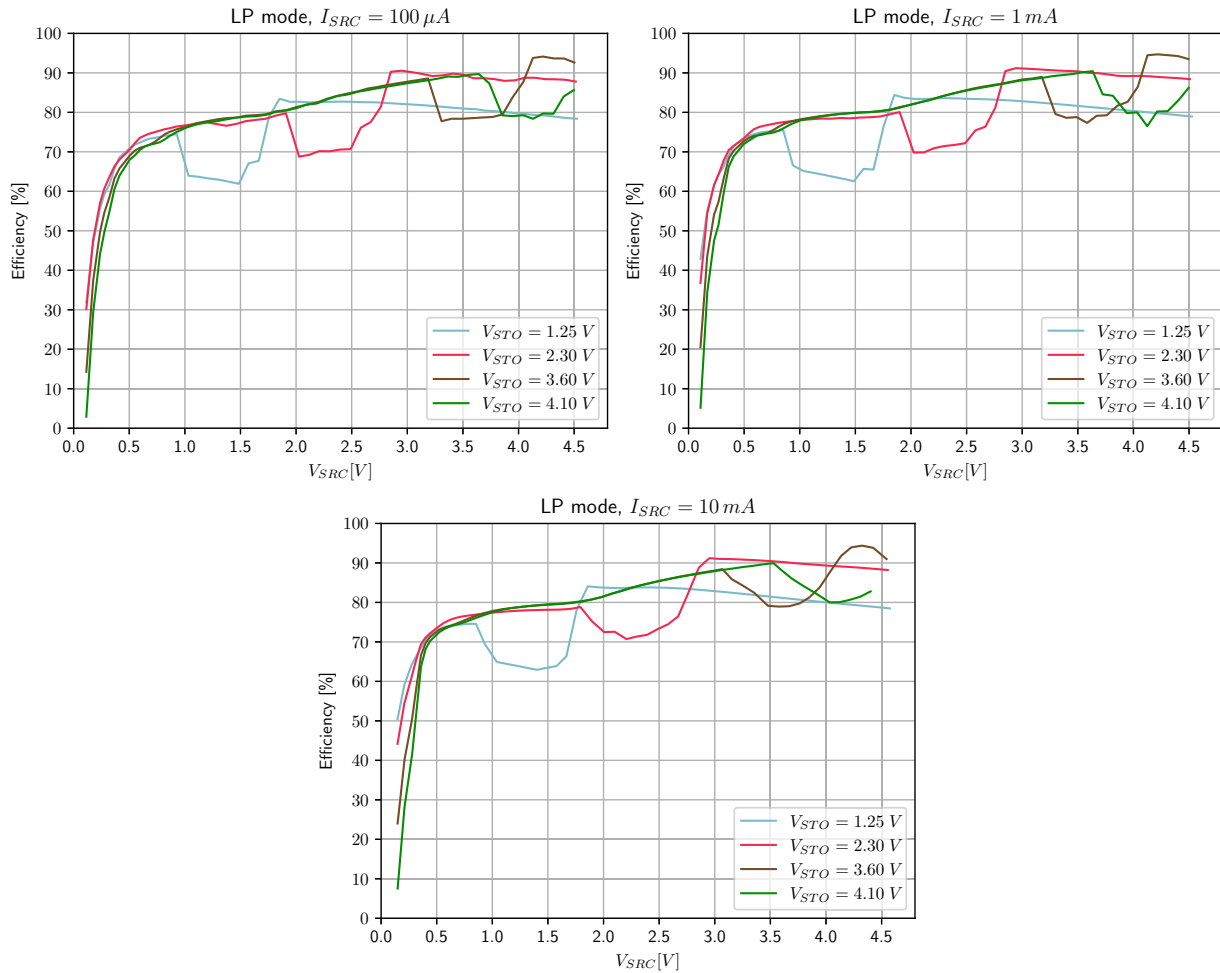 LP mode, I_SRC = 100 μA
100
90
80
70
60
50
40
30
20
10
0
Efficiency [%]
0.0 0.5 1.0 1.5 2.0 2.5 3.0 3.5 4.0 4.5
V_SRC[V]
V_STO = 1.25 V
V_STO = 2.30 V
V_STO = 3.60 V
V_STO = 4.10 V
LP mode, I_SRC = 1 mA
100
90
80
70
60
50
40
30
20
10
0
Efficiency [%]
0.0 0.5 1.0 1.5 2.0 2.5 3.0 3.5 4.0 4.5
V_SRC[V]
V_STO = 1.25 V
V_STO = 2.30 V
V_STO = 3.60 V
V_STO = 4.10 V
LP mode, I_SRC = 10 mA
100
90
80
70
60
50
40
30
20
10
0
Efficiency [%]
0.0 0.5 1.0 1.5 2.0 2.5 3.0 3.5 4.0 4.5
V_SRC[V]
V_STO = 1.25 V
V_STO = 2.30 V
V_STO = 3.60 V
V_STO = 4.10 V